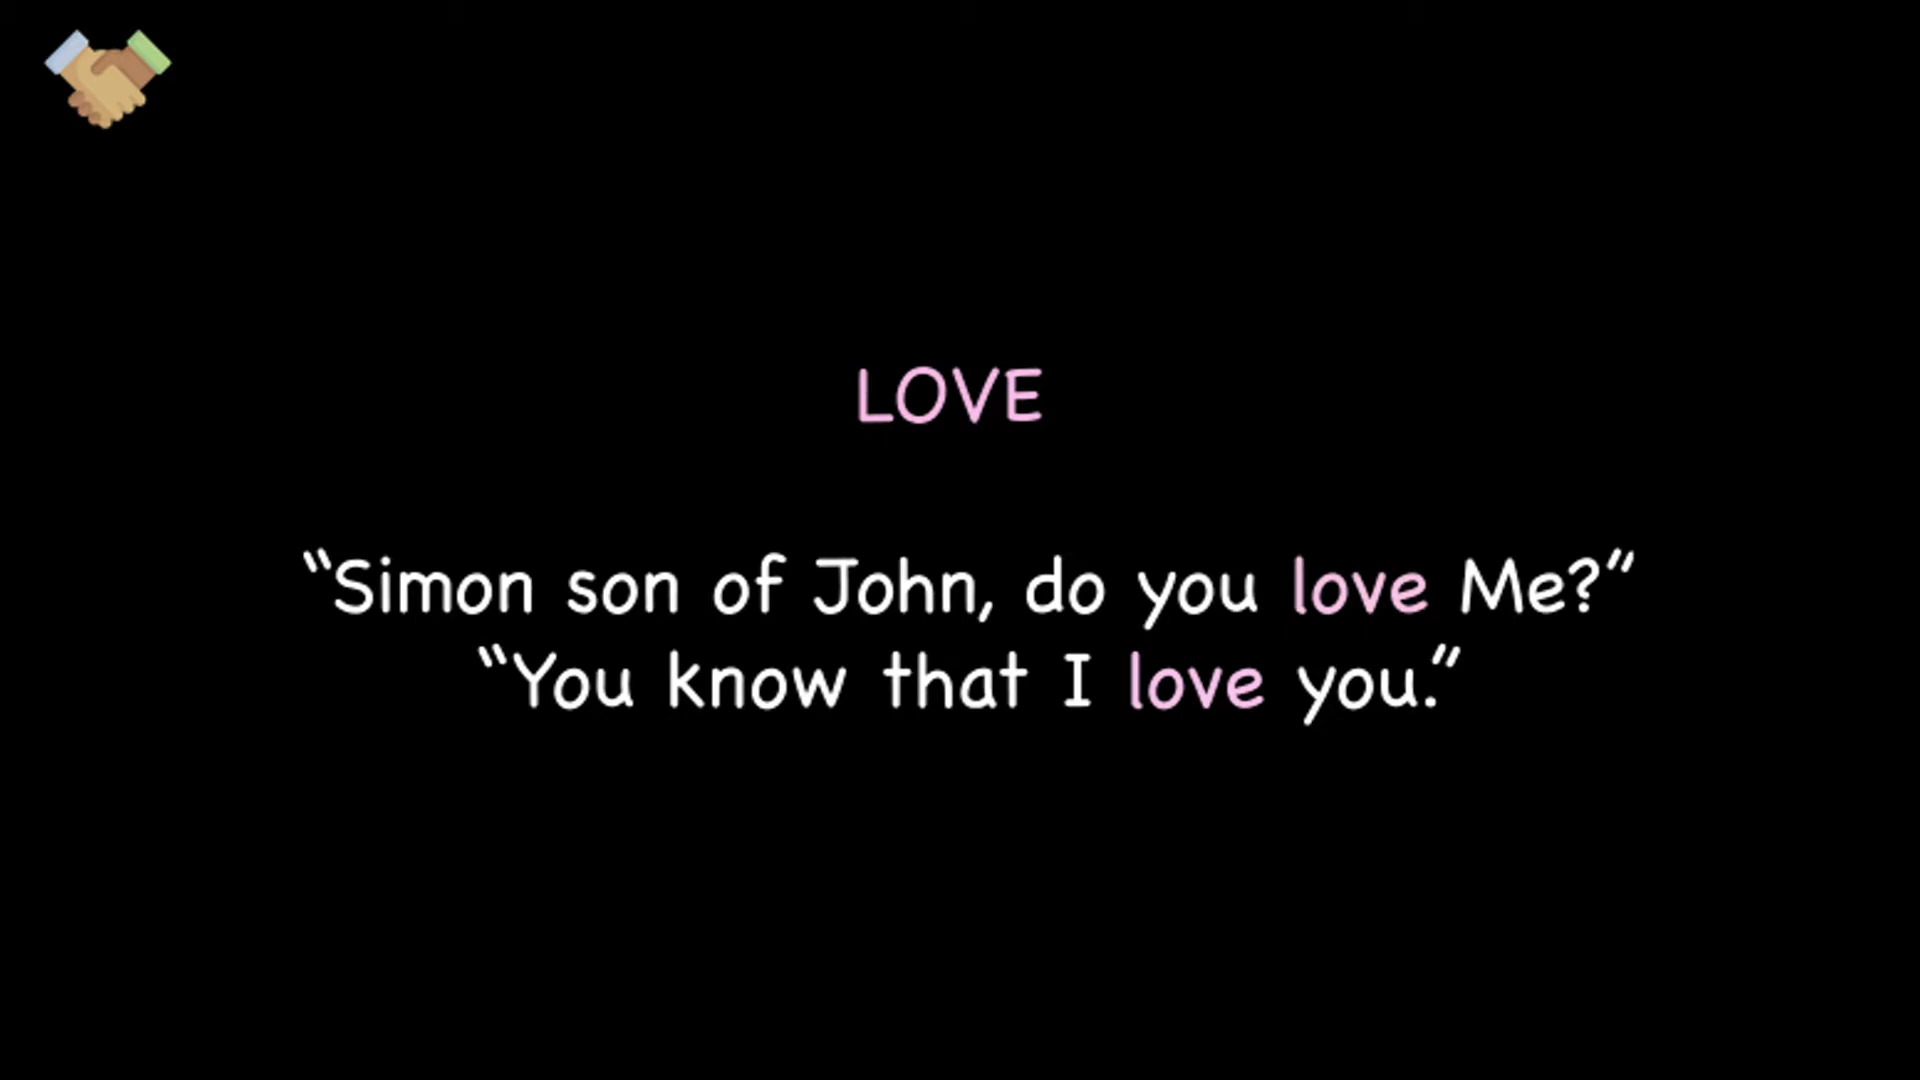 LOVE
“Simon son of John, do you love Me?”
“You know that I love you.”